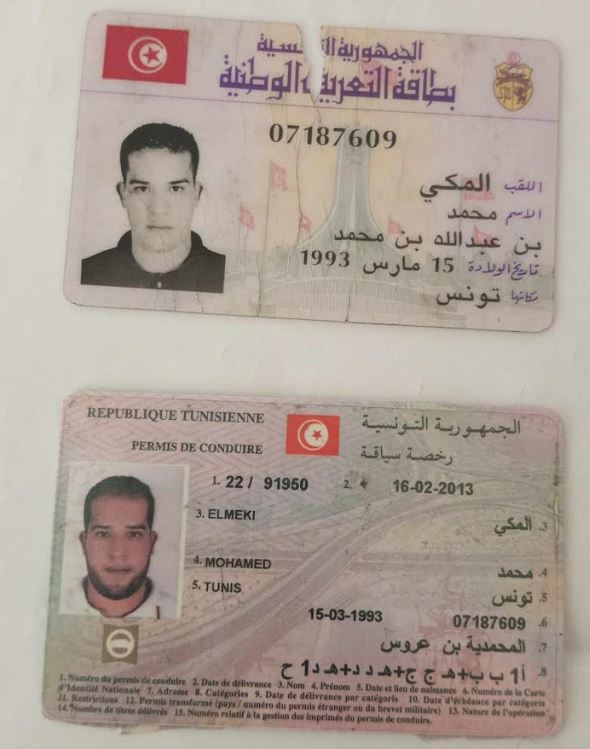 الجمهورية التونسية
بطاقة التعريف الوطنية
07187609
اللقب المكي
الاسم محمد
بن عبدالله بن محمد
تاريخ الولادة 15 مارس 1993
مكانها تونس
REPUBLIQUE TUNISIENNE الجمهورية التونسية
PERMIS DE CONDUIRE رخصة سياقة
1. 22 / 91950 2. 16-02-2013
3. ELMEKI 3. المكي
4. MOHAMED 4. محمد
5. TUNIS 5. تونس
15-03-1993 07187609 6.
7. المحمدية بن عروس
8. أ1 ب ب+هـ ج ج+هـ د د+هـ د1 ح
1. Numéro du permis de conduire 2. Date de délivrance 3. Nom 4. Prénom 5. Date et lieu de naissance 6. Numéro de la Carte
d'Identité Nationale 7. Adresse 8. Catégories 9. Date de délivrance par catégorie 10. Date d'échéance par catégorie
11. Restrictions 12. Permis transformé (pays / numéro du permis étranger ou du brevet militaire) 13. Nature de l'opération
14. Nombre de titres délivrés 15. Numéro relatif à la gestion des imprimés du permis de conduire.